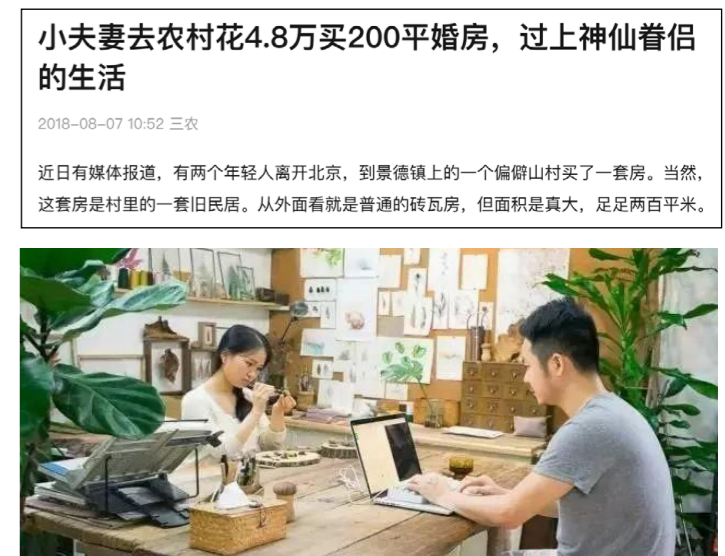 小夫妻去农村花4.8万买200平婚房，过上神仙眷侣
的生活
2018-08-07 10:52 三农
近日有媒体报道，有两个年轻人离开北京，到景德镇上的一个偏僻山村买了一套房。当然，
这套房是村里的一套旧民居。从外面看就是普通的砖瓦房，但面积是真大，足足两百平米。